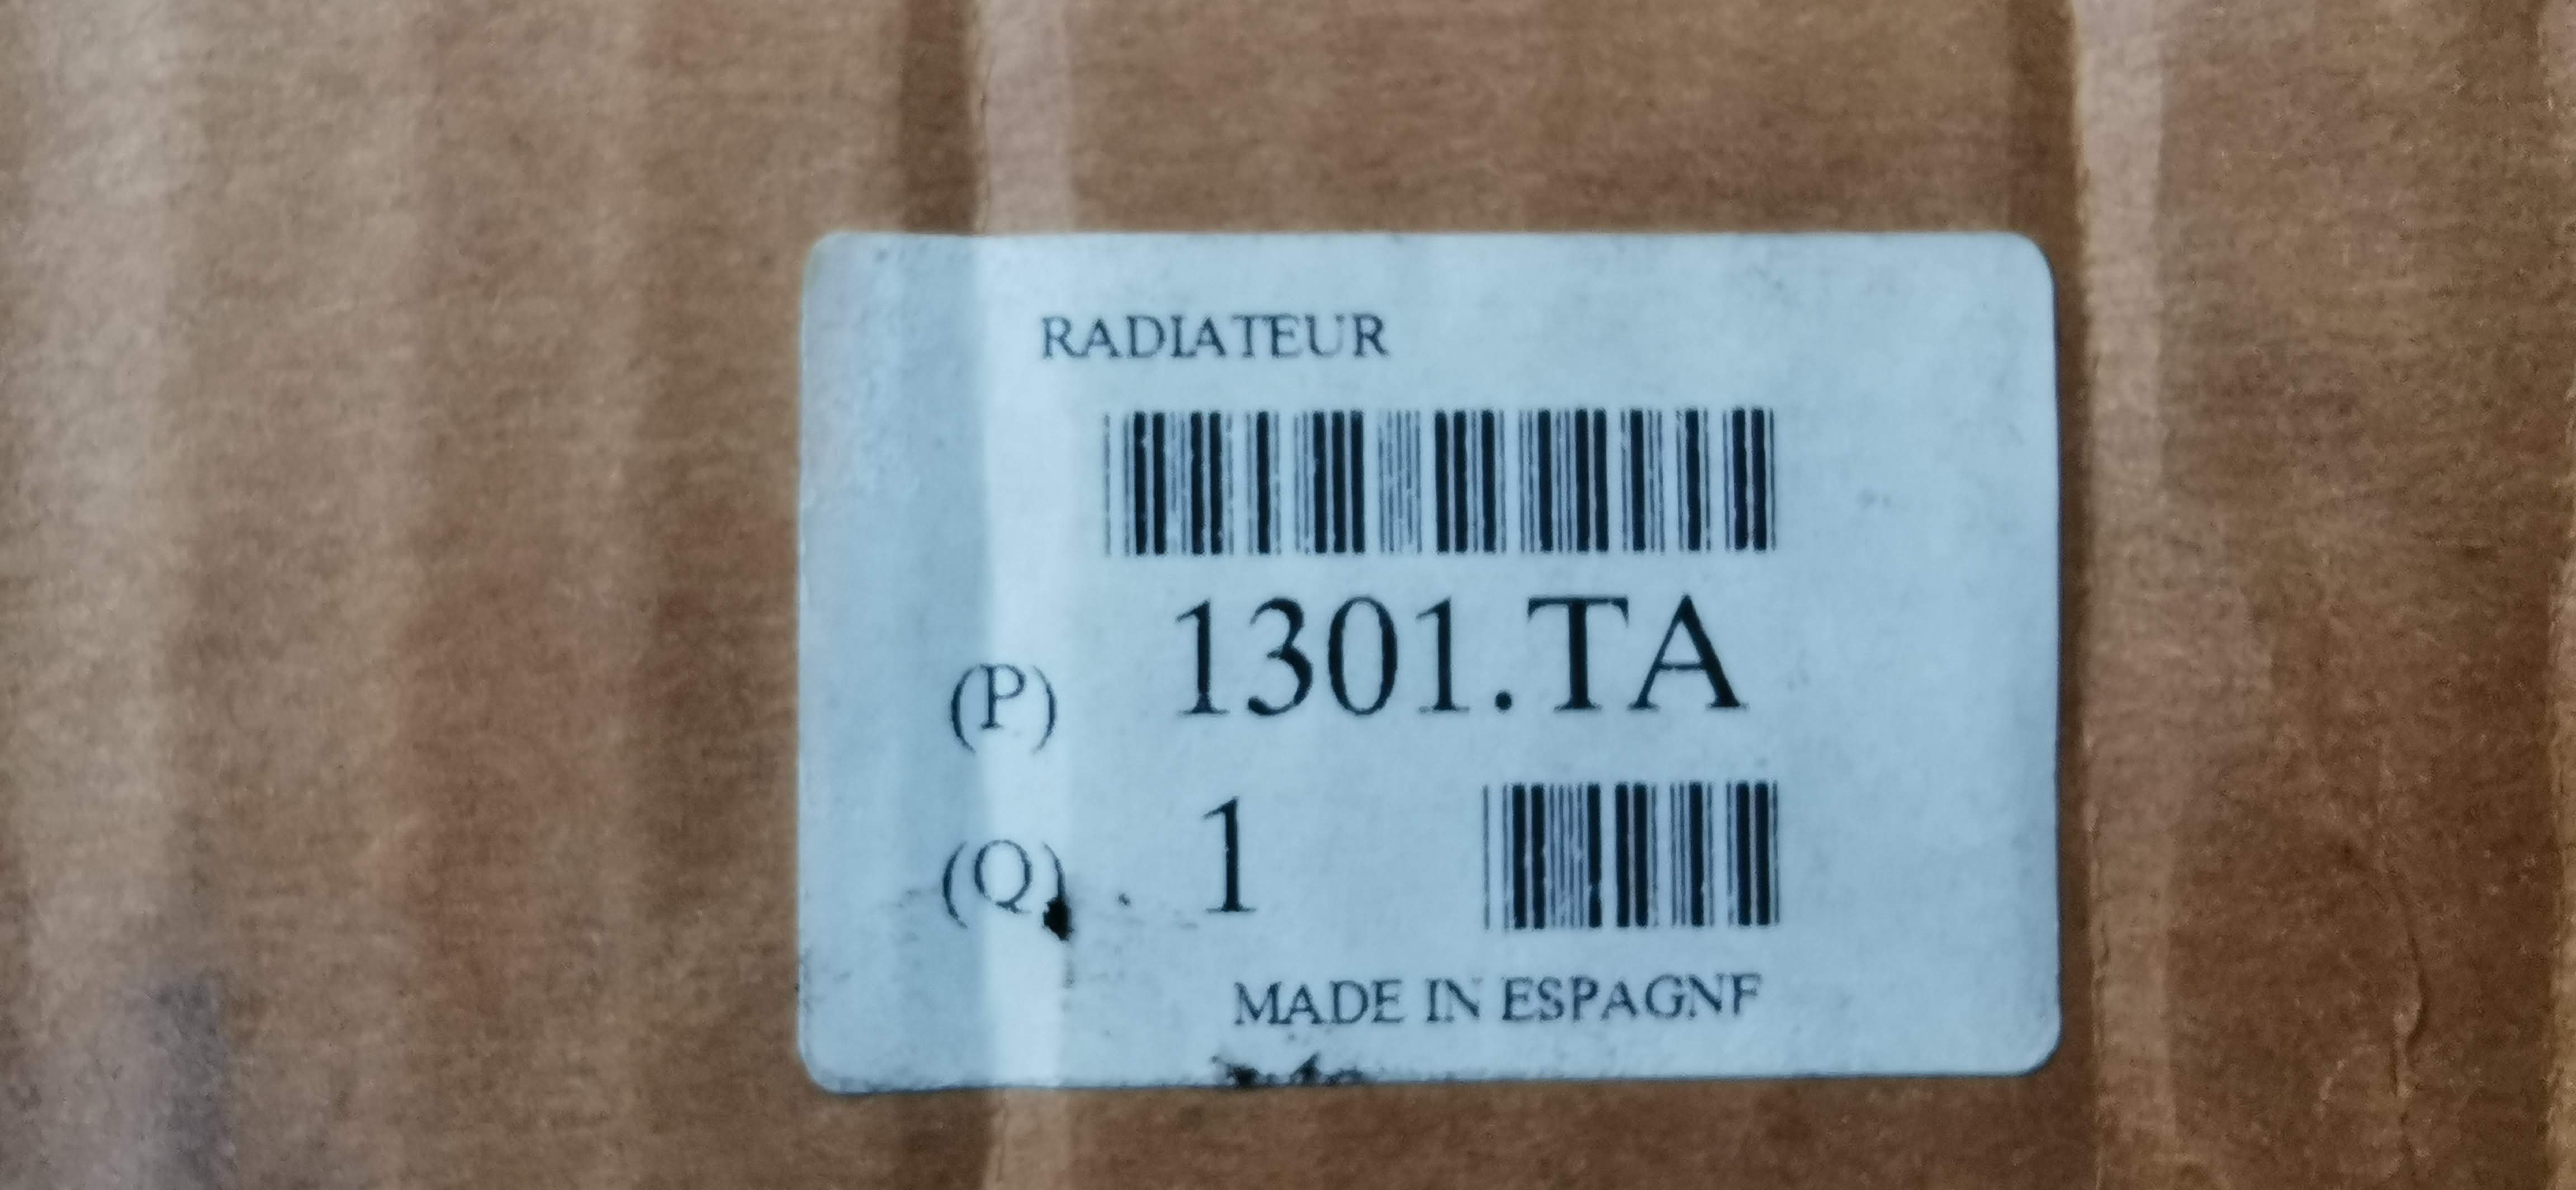 RADIATEUR
(P) 1301.TA
(Q) 1
MADE IN ESPAGNF